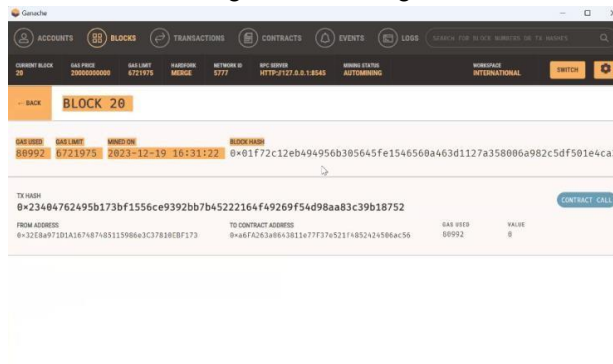 Ganache
ACCOUNTS BLOCKS TRANSACTIONS CONTRACTS EVENTS LOGS SEARCH FOR BLOCK NUMBERS OR TX HASHES
CURRENT BLOCK GAS PRICE GAS LIMIT HARDFORK NETWORK ID RPC SERVER MINING STATUS WORKSPACE
20 20000000000 6721975 MERGE 5777 HTTP://127.0.0.1:8545 AUTOMINING INTERNATIONAL SWITCH
← BACK BLOCK 20
GAS USED GAS LIMIT MINED ON BLOCK HASH
80992 6721975 2023-12-19 16:31:22
TX HASH
CONTRACT CALL
FROM ADDRESS TO CONTRACT ADDRESS GAS USED VALUE
80992